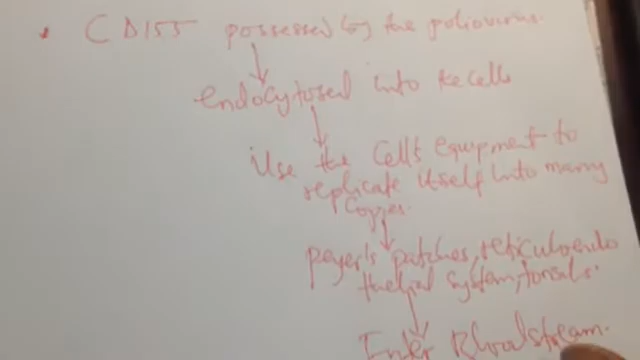 • CD155 possessed by the poliovirus.
endocytosed into the cells
Use the Cell's equipment to
replicate itself into many
Copies.
peyer's patches, reticuloendo
thelial system, tonsils.
Enter Bloodstream.